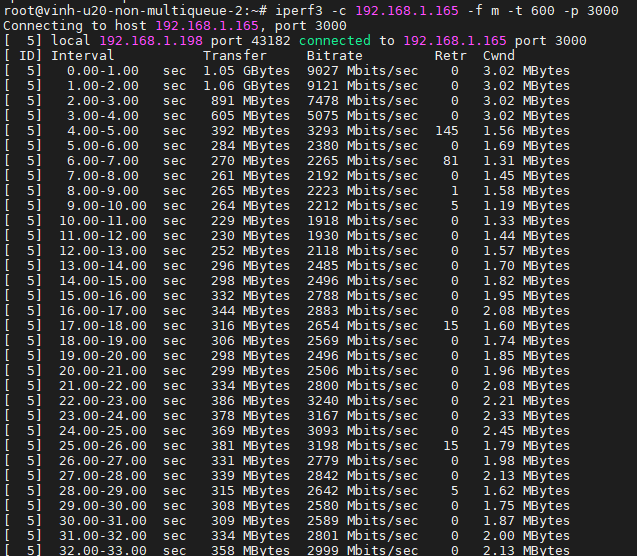 root@vinh-u20-non-multiqueue-2:~# iperf3 -c 192.168.1.165 -f m -t 600 -p 3000
Connecting to host 192.168.1.165, port 3000
[  5] local 192.168.1.198 port 43182 connected to 192.168.1.165 port 3000
[ ID] Interval           Transfer     Bitrate         Retr  Cwnd
[  5]   0.00-1.00   sec  1.05 GBytes  9027 Mbits/sec    0   3.02 MBytes
[  5]   1.00-2.00   sec  1.06 GBytes  9121 Mbits/sec    0   3.02 MBytes
[  5]   2.00-3.00   sec   891 MBytes  7478 Mbits/sec    0   3.02 MBytes
[  5]   3.00-4.00   sec   605 MBytes  5075 Mbits/sec    0   3.02 MBytes
[  5]   4.00-5.00   sec   392 MBytes  3293 Mbits/sec  145   1.56 MBytes
[  5]   5.00-6.00   sec   284 MBytes  2380 Mbits/sec    0   1.69 MBytes
[  5]   6.00-7.00   sec   270 MBytes  2265 Mbits/sec   81   1.31 MBytes
[  5]   7.00-8.00   sec   261 MBytes  2192 Mbits/sec    0   1.45 MBytes
[  5]   8.00-9.00   sec   265 MBytes  2223 Mbits/sec    1   1.58 MBytes
[  5]   9.00-10.00  sec   264 MBytes  2212 Mbits/sec    5   1.19 MBytes
[  5]  10.00-11.00  sec   229 MBytes  1918 Mbits/sec    0   1.33 MBytes
[  5]  11.00-12.00  sec   230 MBytes  1930 Mbits/sec    0   1.44 MBytes
[  5]  12.00-13.00  sec   252 MBytes  2118 Mbits/sec    0   1.57 MBytes
[  5]  13.00-14.00  sec   296 MBytes  2485 Mbits/sec    0   1.70 MBytes
[  5]  14.00-15.00  sec   298 MBytes  2496 Mbits/sec    0   1.82 MBytes
[  5]  15.00-16.00  sec   332 MBytes  2788 Mbits/sec    0   1.95 MBytes
[  5]  16.00-17.00  sec   344 MBytes  2883 Mbits/sec    0   2.08 MBytes
[  5]  17.00-18.00  sec   316 MBytes  2654 Mbits/sec   15   1.60 MBytes
[  5]  18.00-19.00  sec   306 MBytes  2569 Mbits/sec    0   1.74 MBytes
[  5]  19.00-20.00  sec   298 MBytes  2496 Mbits/sec    0   1.85 MBytes
[  5]  20.00-21.00  sec   299 MBytes  2506 Mbits/sec    0   1.96 MBytes
[  5]  21.00-22.00  sec   334 MBytes  2800 Mbits/sec    0   2.08 MBytes
[  5]  22.00-23.00  sec   386 MBytes  3240 Mbits/sec    0   2.21 MBytes
[  5]  23.00-24.00  sec   378 MBytes  3167 Mbits/sec    0   2.33 MBytes
[  5]  24.00-25.00  sec   369 MBytes  3093 Mbits/sec    0   2.45 MBytes
[  5]  25.00-26.00  sec   381 MBytes  3198 Mbits/sec   15   1.79 MBytes
[  5]  26.00-27.00  sec   331 MBytes  2779 Mbits/sec    0   1.98 MBytes
[  5]  27.00-28.00  sec   339 MBytes  2842 Mbits/sec    0   2.13 MBytes
[  5]  28.00-29.00  sec   315 MBytes  2642 Mbits/sec    5   1.62 MBytes
[  5]  29.00-30.00  sec   308 MBytes  2580 Mbits/sec    0   1.75 MBytes
[  5]  30.00-31.00  sec   309 MBytes  2589 Mbits/sec    0   1.87 MBytes
[  5]  31.00-32.00  sec   334 MBytes  2801 Mbits/sec    0   2.00 MBytes
[  5]  32.00-33.00  sec   358 MBytes  2999 Mbits/sec    0   2.13 MBytes